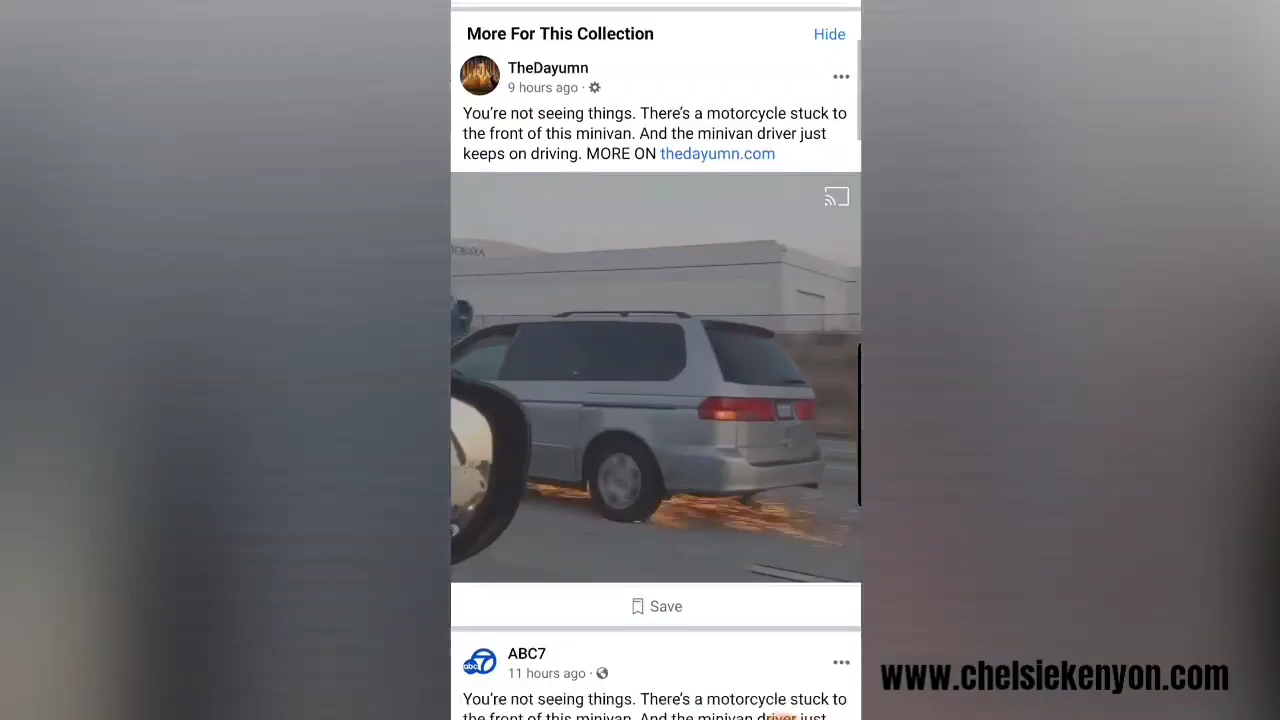 More For This Collection
Hide
TheDayumn
9 hours ago ·
You’re not seeing things. There’s a motorcycle stuck to
the front of this minivan. And the minivan driver just
keeps on driving. MORE ON thedayumn.com
Save
abc 7
ABC7
11 hours ago ·
You’re not seeing things. There’s a motorcycle stuck to
the front of this minivan. And the minivan driver just
www.chelsiekenyon.com